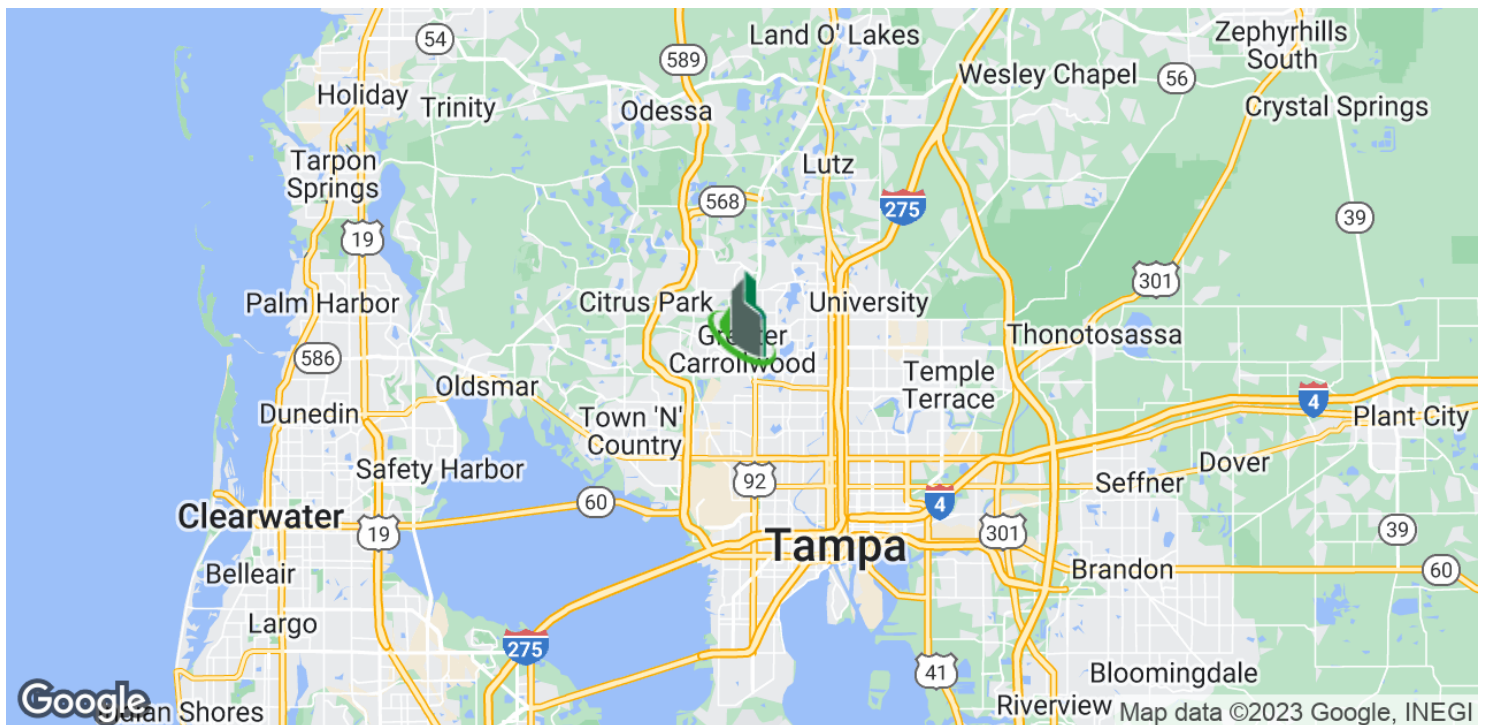 54
589
Land O' Lakes
Zephyrhills
South
Wesley Chapel
56
Holiday
Trinity
Odessa
Crystal Springs
Tarpon
Springs
Lutz
568
275
39
19
301
Palm Harbor
Citrus Park
University
Greater
Carrollwood
Thonotosassa
586
Oldsmar
Temple
Terrace
4
Dunedin
Town 'N'
Country
Plant City
Safety Harbor
92
Seffner
Dover
60
4
Clearwater
19
Tampa
301
39
Belleair
Brandon
60
Largo
275
41
Bloomingdale
Google
Indian Shores
Riverview
Map data ©2023 Google, INEGI